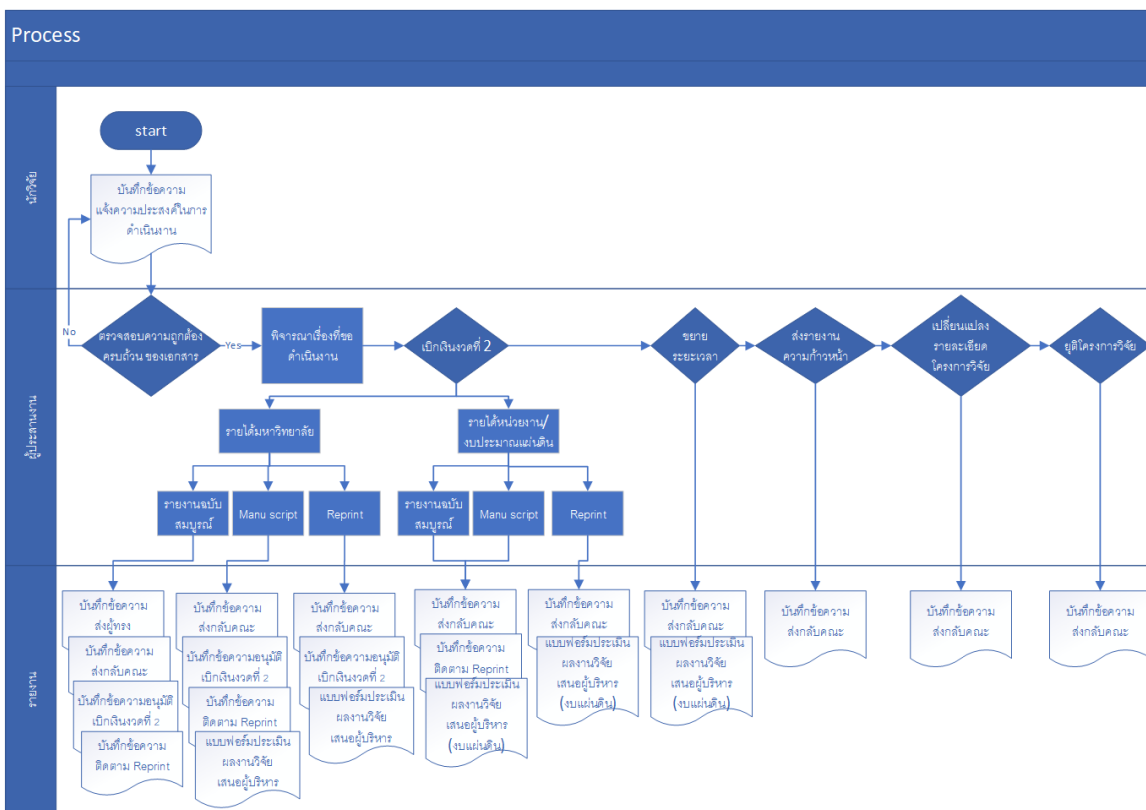 Process
นักวิจัย
start
บันทึกข้อความ
แจ้งความประสงค์ในการ
ดำเนินงาน
ผู้ประสานงาน
No
ตรวจสอบความถูกต้อง
ครบถ้วน ของเอกสาร
Yes
พิจารณาเรื่องที่ขอ
ดำเนินงาน
เบิกเงินงวดที่ 2
ขยาย
ระยะเวลา
ส่งรายงาน
ความก้าวหน้า
เปลี่ยนแปลง
รายละเอียด
โครงการวิจัย
ยุติโครงการวิจัย
รายได้มหาวิทยาลัย
รายได้หน่วยงาน/
งบประมาณแผ่นดิน
รายงานฉบับ
สมบูรณ์
Manu script
Reprint
รายงานฉบับ
สมบูรณ์
Manu script
Reprint
รายงาน
บันทึกข้อความ
ส่งผู้ทรง
บันทึกข้อความ
ส่งกลับคณะ
บันทึกข้อความอนุมัติ
เบิกเงินงวดที่ 2
บันทึกข้อความ
ติดตาม Reprint
บันทึกข้อความ
ส่งกลับคณะ
บันทึกข้อความอนุมัติ
เบิกเงินงวดที่ 2
บันทึกข้อความ
ติดตาม Reprint
แบบฟอร์มประเมิน
ผลงานวิจัย
เสนอผู้บริหาร
บันทึกข้อความ
ส่งกลับคณะ
บันทึกข้อความอนุมัติ
เบิกเงินงวดที่ 2
แบบฟอร์มประเมิน
ผลงานวิจัย
เสนอผู้บริหาร
บันทึกข้อความ
ส่งกลับคณะ
บันทึกข้อความ
ติดตาม Reprint
แบบฟอร์มประเมิน
ผลงานวิจัย
เสนอผู้บริหาร
(งบแผ่นดิน)
บันทึกข้อความ
ส่งกลับคณะ
แบบฟอร์มประเมิน
ผลงานวิจัย
เสนอผู้บริหาร
(งบแผ่นดิน)
บันทึกข้อความ
ส่งกลับคณะ
แบบฟอร์มประเมิน
ผลงานวิจัย
เสนอผู้บริหาร
(งบแผ่นดิน)
บันทึกข้อความ
ส่งกลับคณะ
บันทึกข้อความ
ส่งกลับคณะ
บันทึกข้อความ
ส่งกลับคณะ